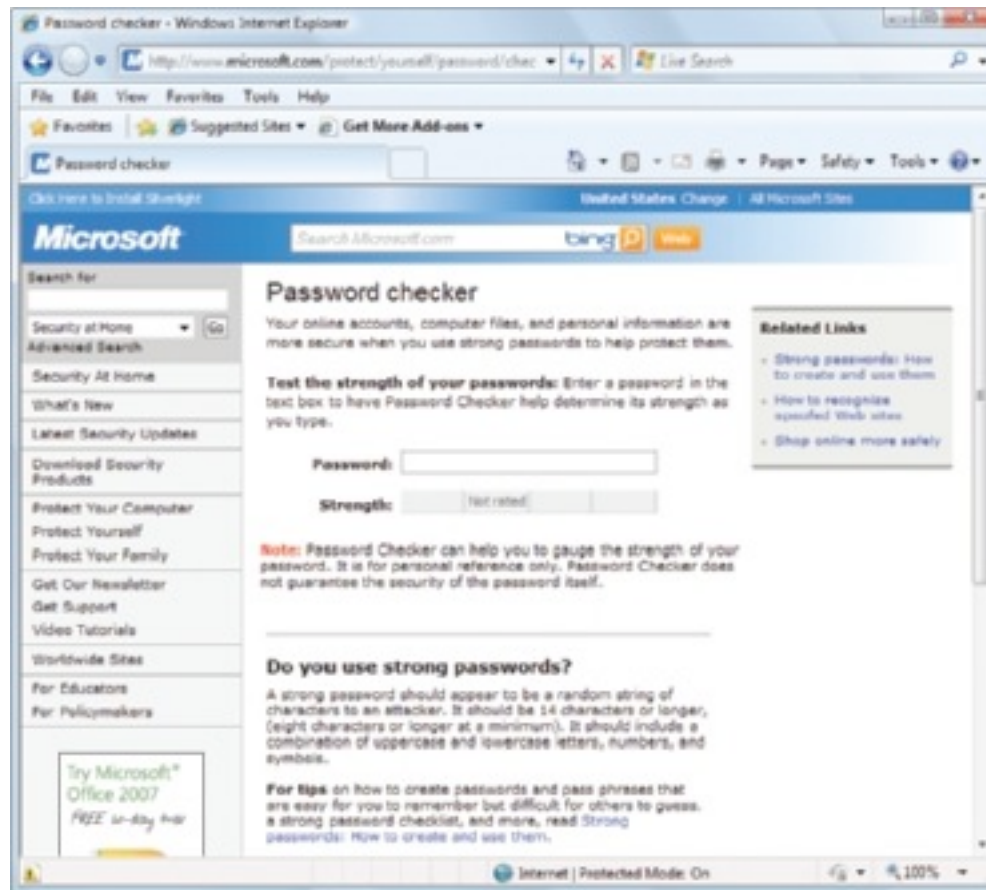 Password checker - Windows Internet Explorer
http://www.microsoft.com/protect/yourself/password/chec
Live Search
File Edit View Favorites Tools Help
Favorites Suggested Sites Get More Add-ons
Password checker
Page Safety Tools
Click Here to Install Silverlight
United States Change | All Microsoft Sites
Microsoft
Search Microsoft.com
bing
Web
Search for
Security at Home
Go
Advanced Search
Security At Home
What's New
Latest Security Updates
Download Security
Products
Protect Your Computer
Protect Yourself
Protect Your Family
Get Our Newsletter
Get Support
Video Tutorials
Worldwide Sites
For Educators
For Policymakers
Try Microsoft®
Office 2007
FREE
Password checker
Your online accounts, computer files, and personal information are
more secure when you use strong passwords to help protect them.
Test the strength of your passwords: Enter a password in the
text box to have Password Checker help determine its strength as
you type.
Password:
Strength:
Not rated
Note: Password Checker can help you to gauge the strength of your
password. It is for personal reference only. Password Checker does
not guarantee the security of the password itself.
Do you use strong passwords?
A strong password should appear to be a random string of
characters to an attacker. It should be 14 characters or longer,
(eight characters or longer at a minimum). It should include a
combination of uppercase and lowercase letters, numbers, and
symbols.
For tips on how to create passwords and pass phrases that
are easy for you to remember but difficult for others to guess,
a strong password checklist, and more, read Strong
passwords: How to create and use them.
Related Links
Strong passwords: How
to create and use them
How to recognize
spoofed Web sites
Shop online more safely
Internet | Protected Mode: On
100%